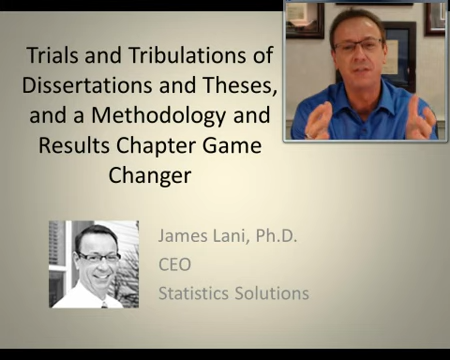 Trials and Tribulations of
Dissertations and Theses,
and a Methodology and
Results Chapter Game
Changer
James Lani, Ph.D.
CEO
Statistics Solutions